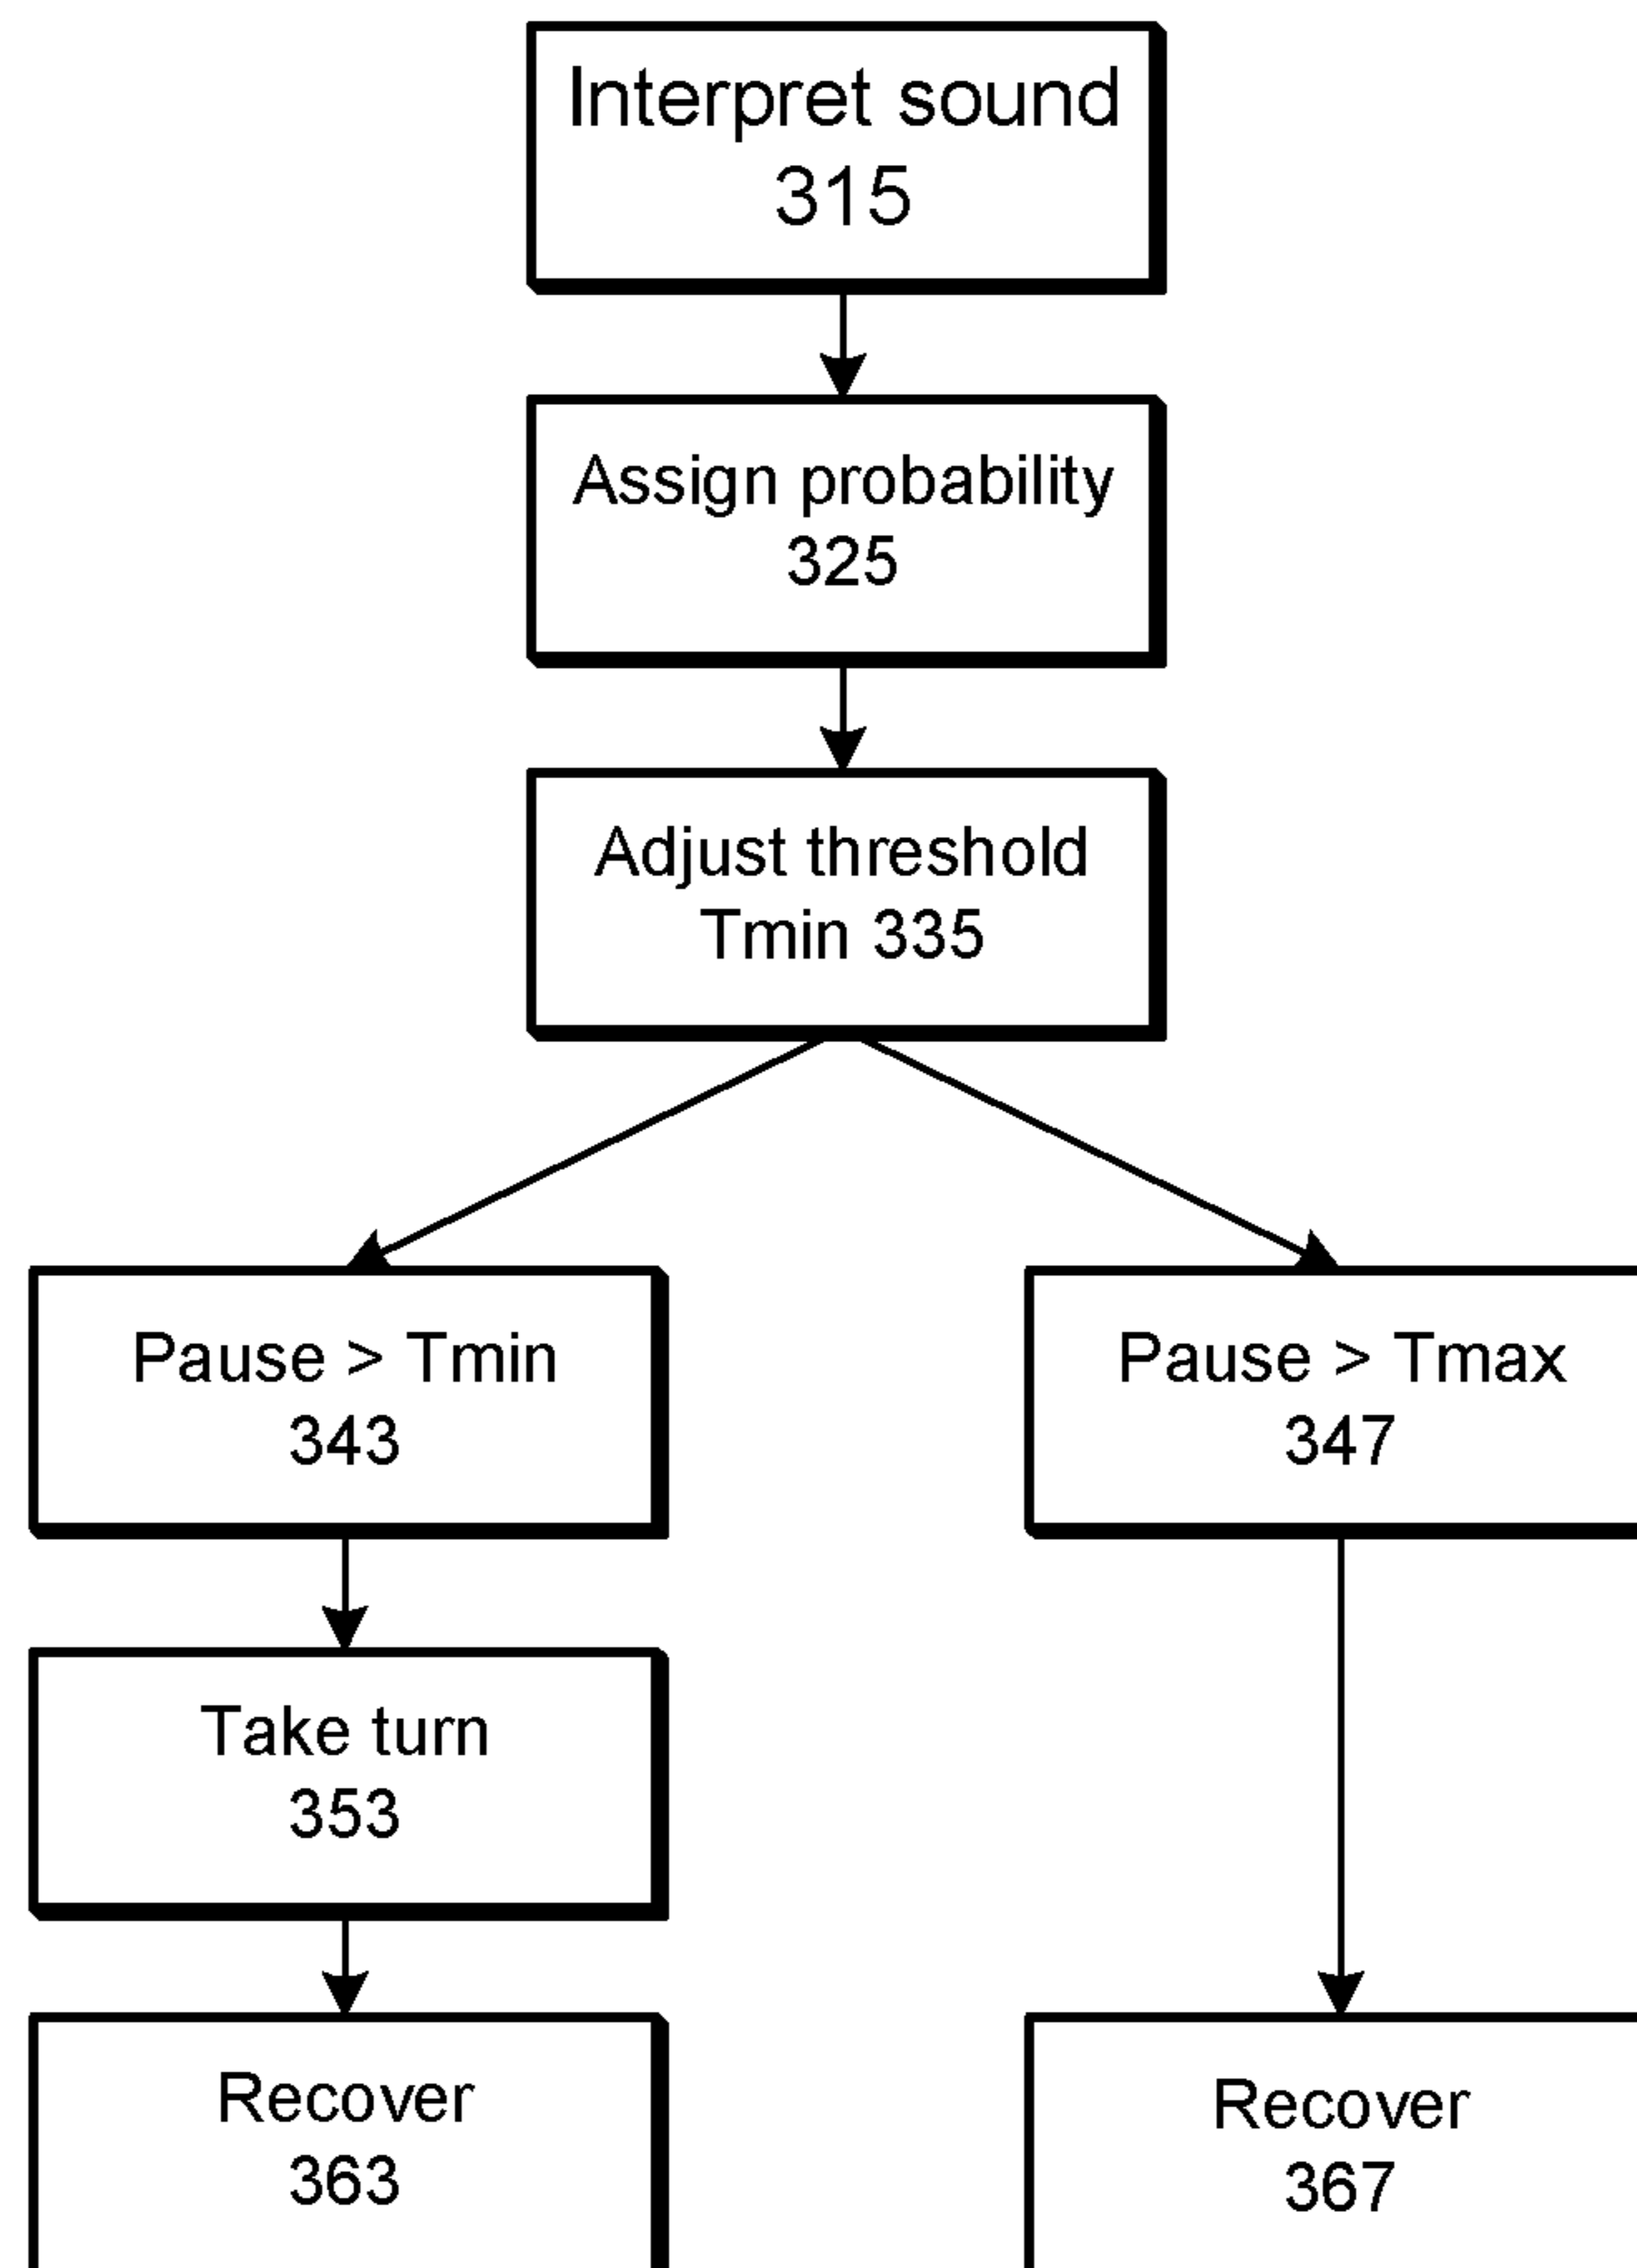 Interpret sound
315
Assign probability
325
Adjust threshold
Tmin 335
Pause > Tmin
343
Pause > Tmax
347
Take turn
353
Recover
363
Recover
367